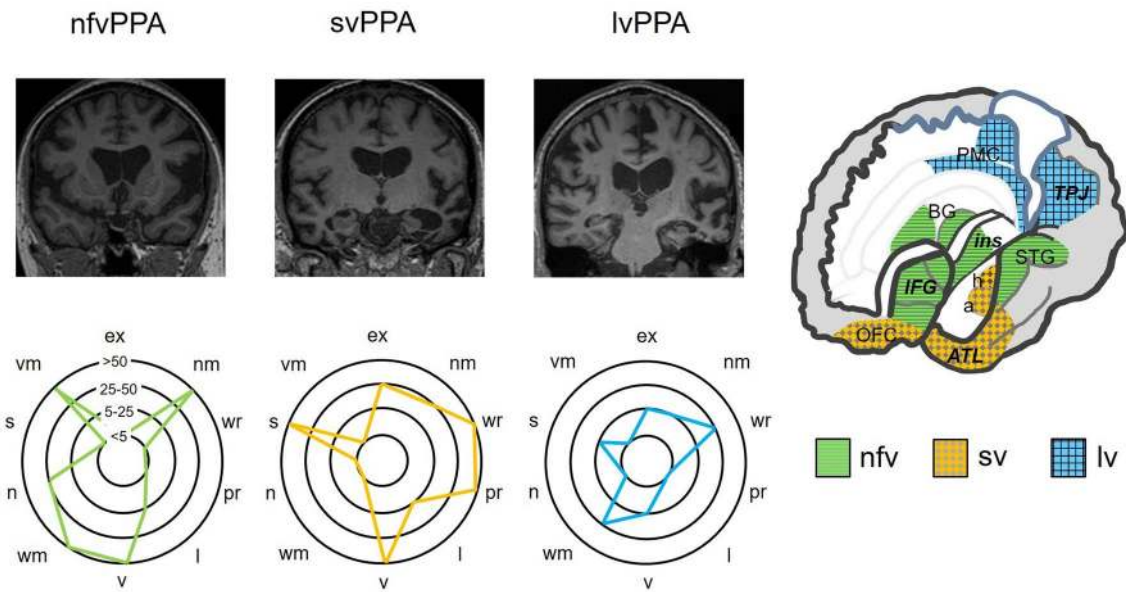 nfvPPA
svPPA
lvPPA
PMC
TPJ
BG
ins
STG
IFG
h
a
OFC
ATL
ex
vm
>50
nm
25-50
5-25
s
<5
wr
n
pr
wm
l
v
ex
vm
nm
s
wr
n
pr
wm
l
v
ex
vm
nm
s
wr
n
pr
wm
l
v
nfv
sv
lv